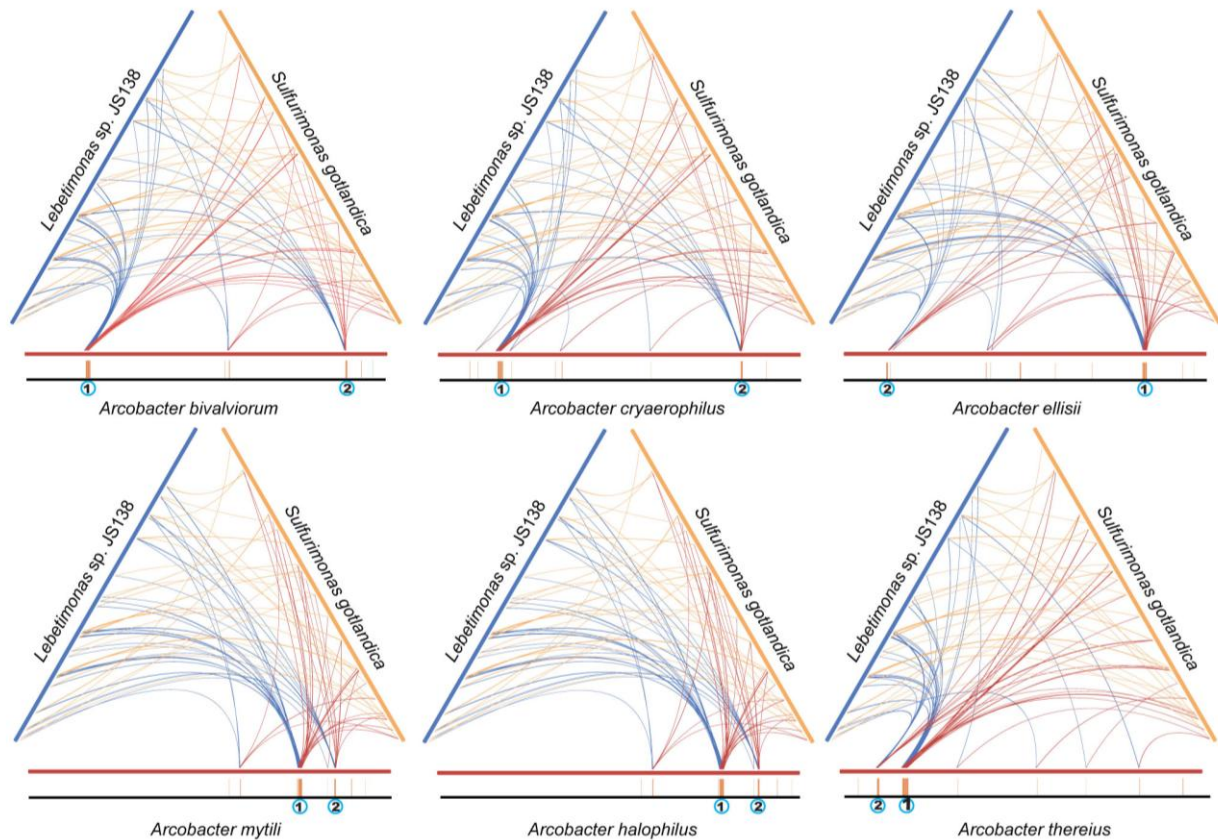 Lebetimonas sp. JS138
Sulfurimonas gotlandica
1
2
Arcobacter bivalviorum
Lebetimonas sp. JS138
Sulfurimonas gotlandica
1
2
Arcobacter cryaerophilus
Lebetimonas sp. JS138
Sulfurimonas gotlandica
2
1
Arcobacter ellisii
Lebetimonas sp. JS138
Sulfurimonas gotlandica
1
2
Arcobacter mytili
Lebetimonas sp. JS138
Sulfurimonas gotlandica
1
2
Arcobacter halophilus
Lebetimonas sp. JS138
Sulfurimonas gotlandica
2
1
Arcobacter thereius